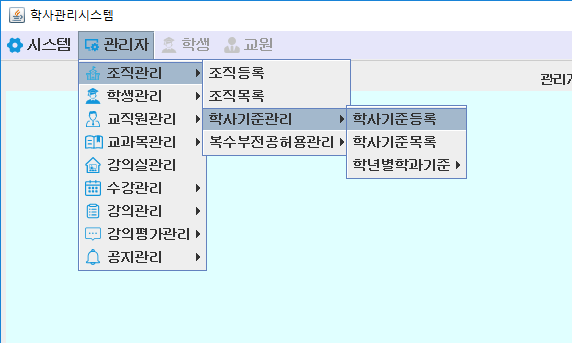 학사관리시스템
시스템 관리자 학생 교원
관리자
조직관리
학생관리
교직원관리
교과목관리
강의실관리
수강관리
강의관리
강의평가관리
공지관리
조직등록
조직목록
학사기준관리
복수부전공허용관리
학사기준등록
학사기준목록
학년별학과기준